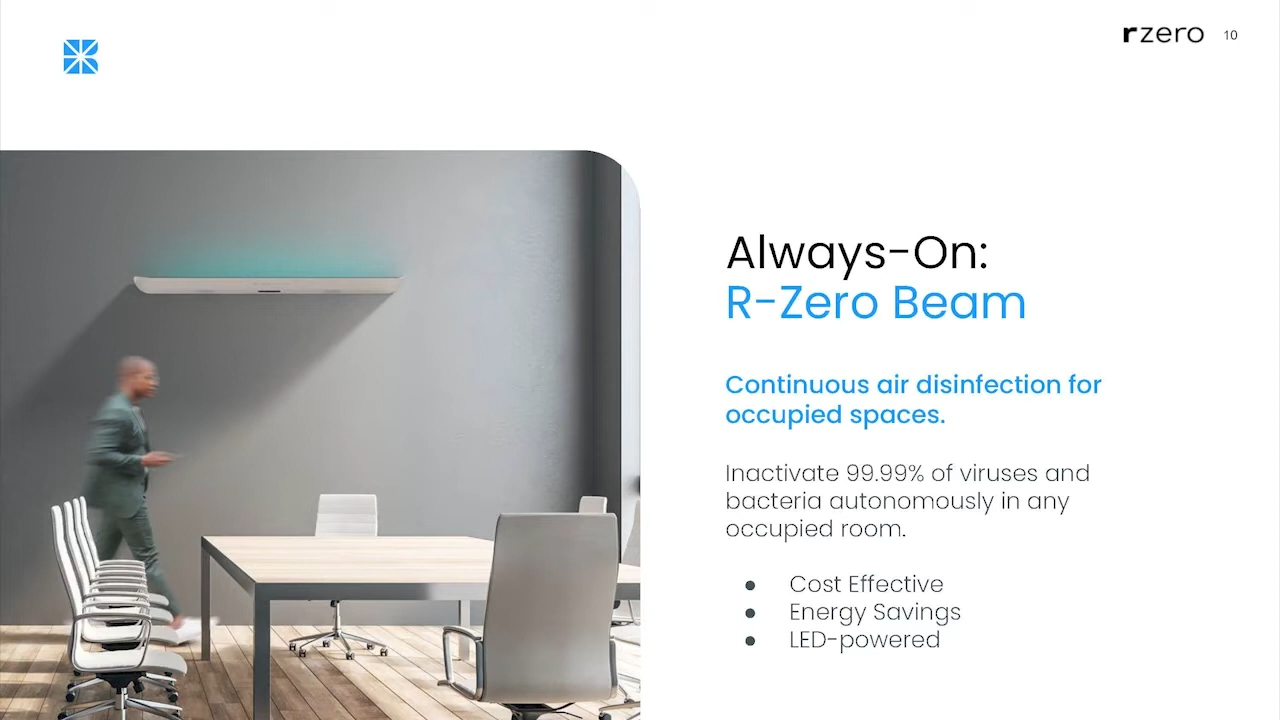 rzero 10
Always-On:
R-Zero Beam
Continuous air disinfection for
occupied spaces.
Inactivate 99.99% of viruses and
bacteria autonomously in any
occupied room.
● Cost Effective
● Energy Savings
● LED-powered